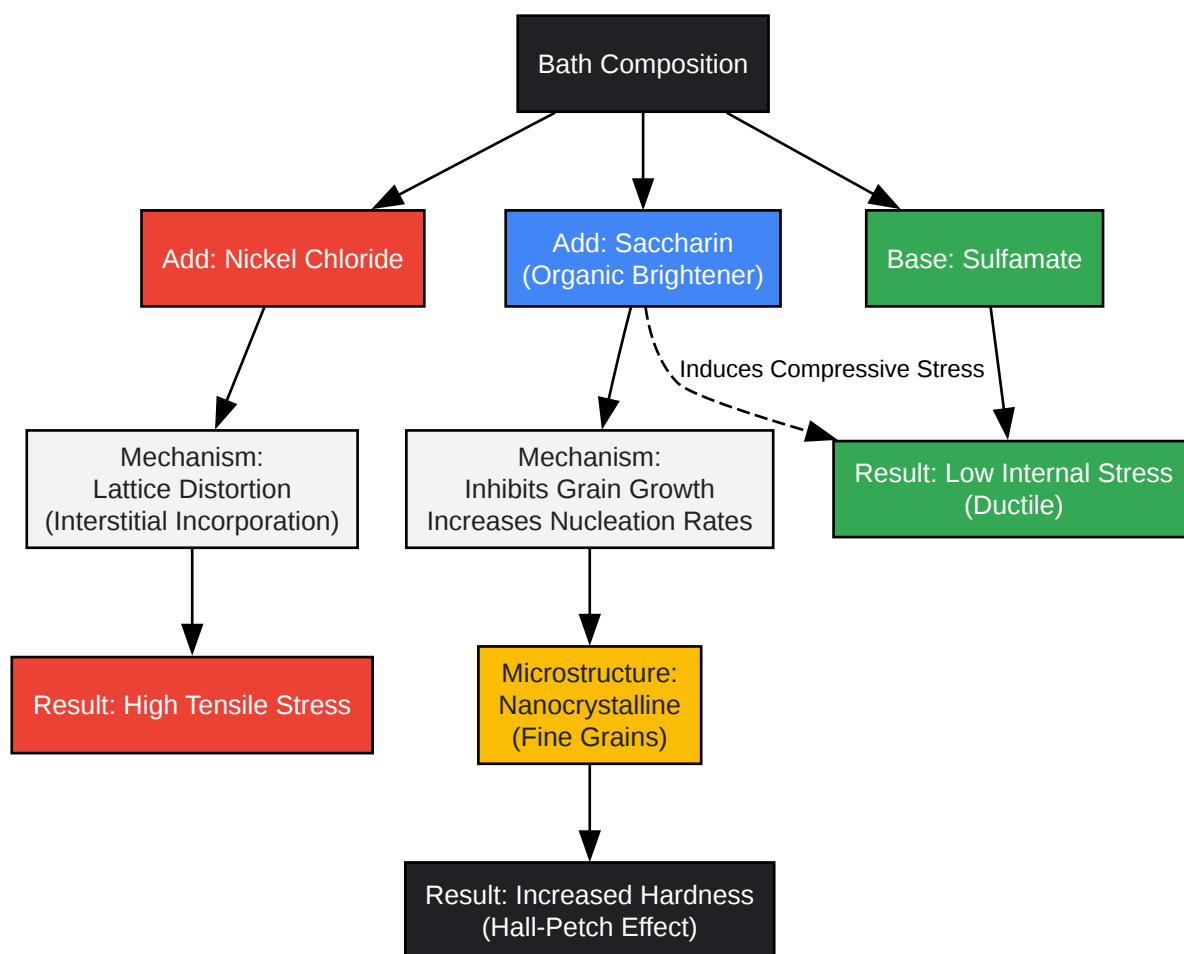 Bath Composition
Add: Nickel Chloride
Add: Saccharin
(Organic Brightener)
Base: Sulfamate
Induces Compressive Stress
Mechanism:
Lattice Distortion
(Interstitial Incorporation)
Mechanism:
Inhibits Grain Growth
Increases Nucleation Rates
Result: Low Internal Stress
(Ductile)
Result: High Tensile Stress
Microstructure:
Nanocrystalline
(Fine Grains)
Result: Increased Hardness
(Hall-Petch Effect)